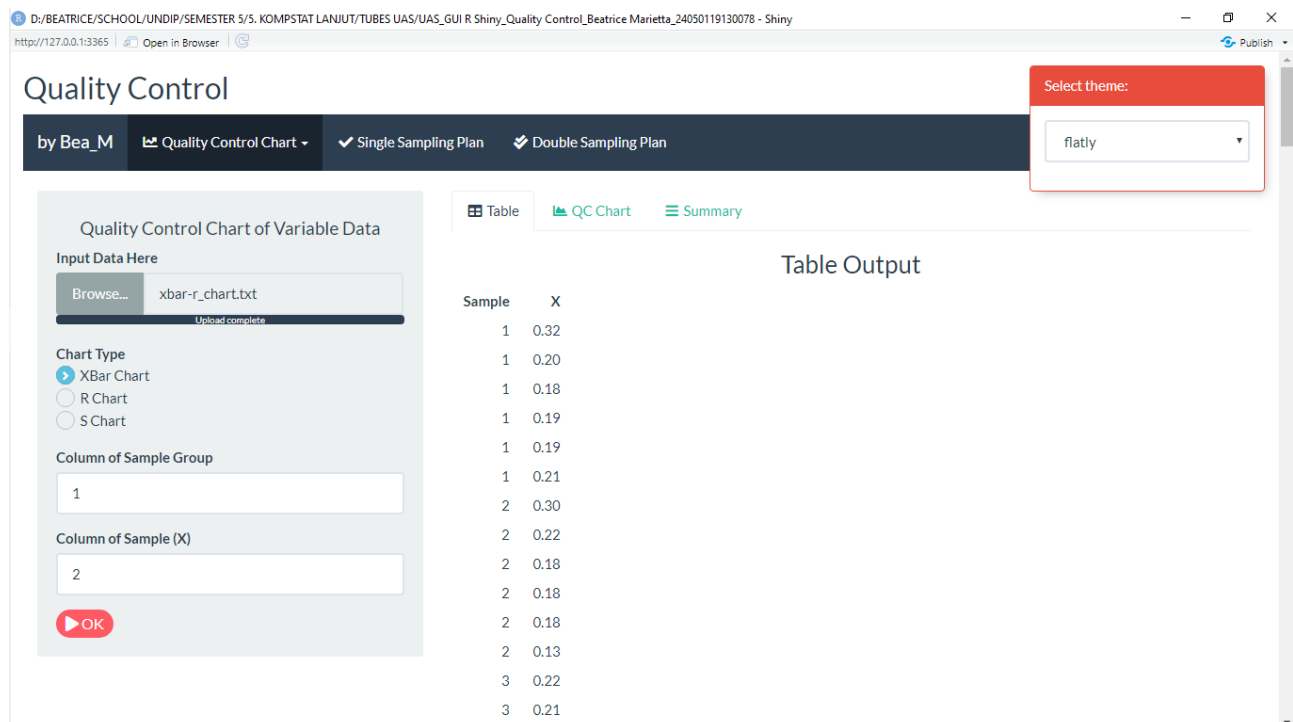 D:/BEATRICE/SCHOOL/UNDIP/SEMESTER 5/5. KOMPSTAT LANJUT/TUBES UAS/UAS_GUI R Shiny_Quality Control_Beatrice Marietta_24050119130078 - Shiny
http://127.0.0.1:3365 Open in Browser Publish
Quality Control
Select theme:
flatly
by Bea_M Quality Control Chart Single Sampling Plan Double Sampling Plan
Quality Control Chart of Variable Data
Input Data Here
Browse... xbar-r_chart.txt
Upload complete
Chart Type
XBar Chart
R Chart
S Chart
Column of Sample Group
1
Column of Sample (X)
2
OK
Table QC Chart Summary
Table Output
Sample X
1 0.32
1 0.20
1 0.18
1 0.19
1 0.19
1 0.21
2 0.30
2 0.22
2 0.18
2 0.18
2 0.18
2 0.13
3 0.22
3 0.21